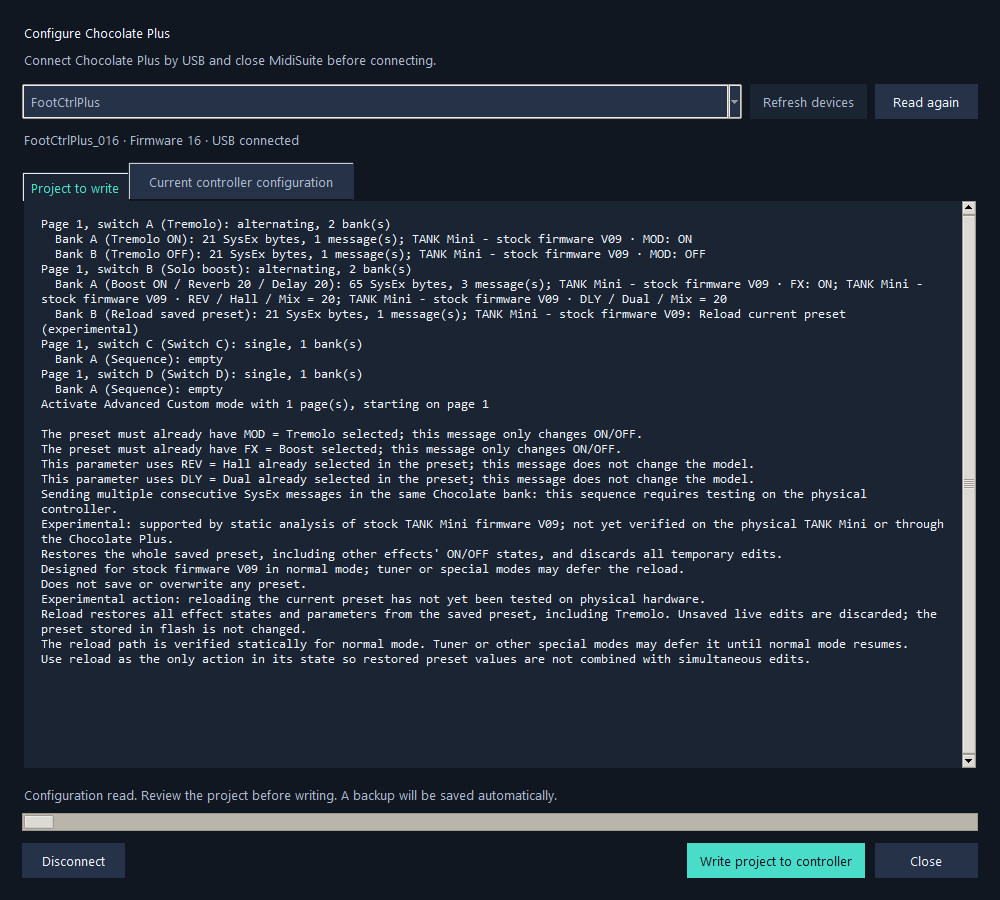 Configure Chocolate Plus
Connect Chocolate Plus by USB and close MidiSuite before connecting.
FootCtrlPlus
Refresh devices
Read again
FootCtrlPlus_016 · Firmware 16 · USB connected
Project to write
Current controller configuration
Page 1, switch A (Tremolo): alternating, 2 bank(s)
Bank A (Tremolo ON): 21 SysEx bytes, 1 message(s); TANK Mini - stock firmware V09 · MOD: ON
Bank B (Tremolo OFF): 21 SysEx bytes, 1 message(s); TANK Mini - stock firmware V09 · MOD: OFF
Page 1, switch B (Solo boost): alternating, 2 bank(s)
Bank A (Boost ON / Reverb 20 / Delay 20): 65 SysEx bytes, 3 message(s); TANK Mini - stock firmware V09 · FX: ON; TANK Mini -
stock firmware V09 · REV / Hall / Mix = 20; TANK Mini - stock firmware V09 · DLY / Dual / Mix = 20
Bank B (Reload saved preset): 21 SysEx bytes, 1 message(s); TANK Mini - stock firmware V09: Reload current preset
(experimental)
Page 1, switch C (Switch C): single, 1 bank(s)
Bank A (Sequence): empty
Page 1, switch D (Switch D): single, 1 bank(s)
Bank A (Sequence): empty
Activate Advanced Custom mode with 1 page(s), starting on page 1
The preset must already have MOD = Tremolo selected; this message only changes ON/OFF.
The preset must already have FX = Boost selected; this message only changes ON/OFF.
This parameter uses REV = Hall already selected in the preset; this message does not change the model.
This parameter uses DLY = Dual already selected in the preset; this message does not change the model.
Sending multiple consecutive SysEx messages in the same Chocolate bank: this sequence requires testing on the physical
controller.
Experimental: supported by static analysis of stock TANK Mini firmware V09; not yet verified on the physical TANK Mini or through
the Chocolate Plus.
Restores the whole saved preset, including other effects' ON/OFF states, and discards all temporary edits.
Designed for stock firmware V09 in normal mode; tuner or special modes may defer the reload.
Does not save or overwrite any preset.
Experimental action: reloading the current preset has not yet been tested on physical hardware.
Reload restores all effect states and parameters from the saved preset, including Tremolo. Unsaved live edits are discarded; the
preset stored in flash is not changed.
The reload path is verified statically for normal mode. Tuner or other special modes may defer it until normal mode resumes.
Use reload as the only action in its state so restored preset values are not combined with simultaneous edits.
Configuration read. Review the project before writing. A backup will be saved automatically.
Disconnect
Write project to controller
Close